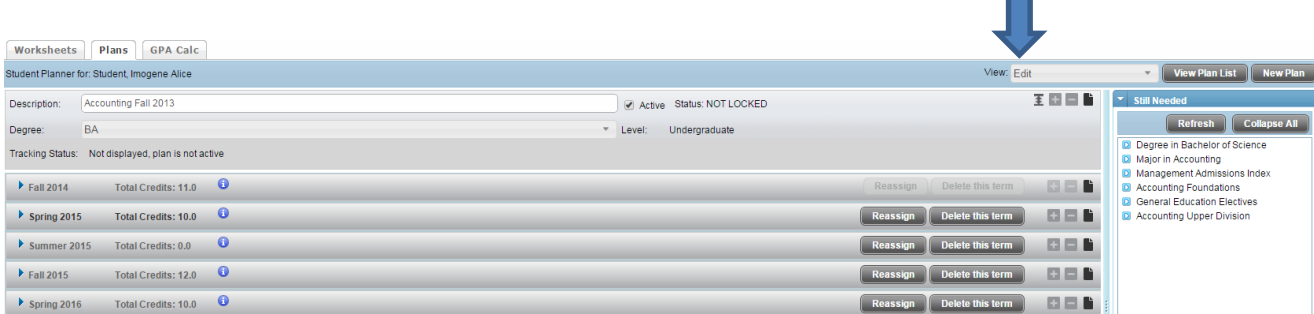 Worksheets Plans GPA Calc
Student Planner for: Student, Imogene Alice View: Edit View Plan List New Plan
Description: Accounting Fall 2013 Active Status: NOT LOCKED
Degree: BA Level: Undergraduate
Tracking Status: Not displayed, plan is not active
Fall 2014 Total Credits: 11.0 Reassign Delete this term
Spring 2015 Total Credits: 10.0 Reassign Delete this term
Summer 2015 Total Credits: 0.0 Reassign Delete this term
Fall 2015 Total Credits: 12.0 Reassign Delete this term
Spring 2016 Total Credits: 10.0 Reassign Delete this term
Still Needed
Refresh Collapse All
Degree in Bachelor of Science
Major in Accounting
Management Admissions Index
Accounting Foundations
General Education Electives
Accounting Upper Division